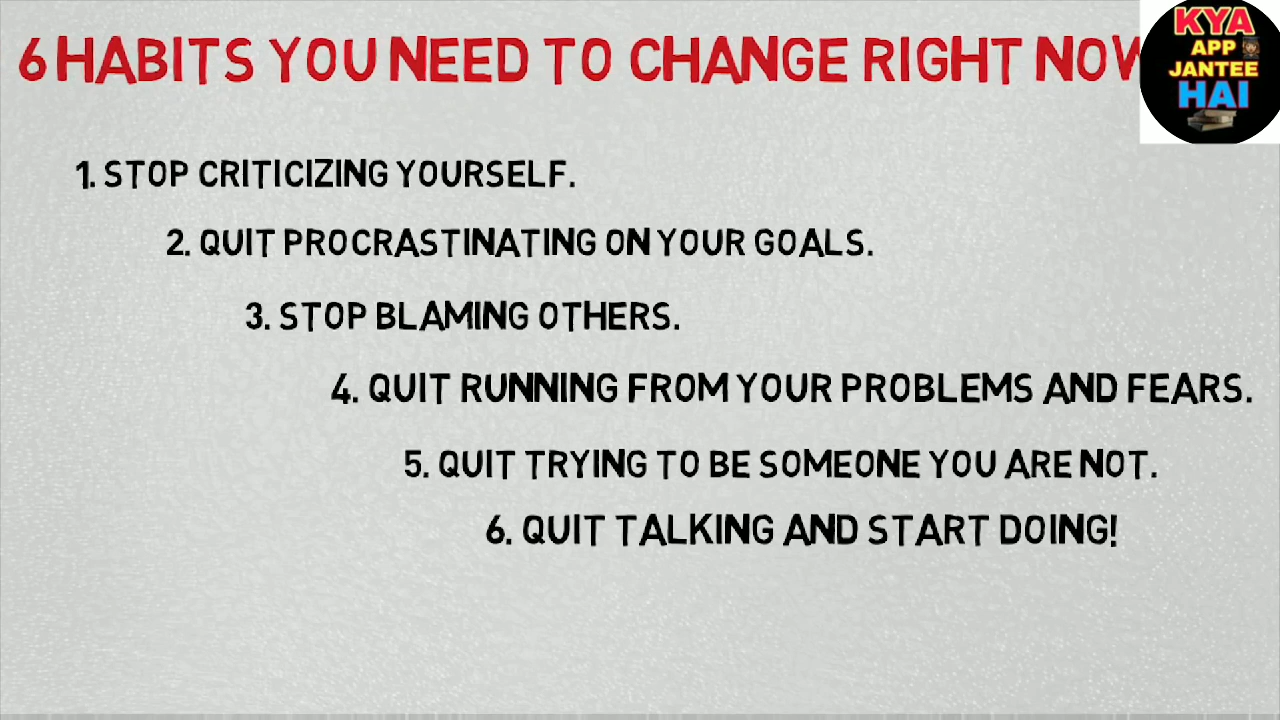 6 HABITS YOU NEED TO CHANGE RIGHT NOW
KYA
APP
JANTEE
HAI
1. STOP CRITICIZING YOURSELF.
2. QUIT PROCRASTINATING ON YOUR GOALS.
3. STOP BLAMING OTHERS.
4. QUIT RUNNING FROM YOUR PROBLEMS AND FEARS.
5. QUIT TRYING TO BE SOMEONE YOU ARE NOT.
6. QUIT TALKING AND START DOING!